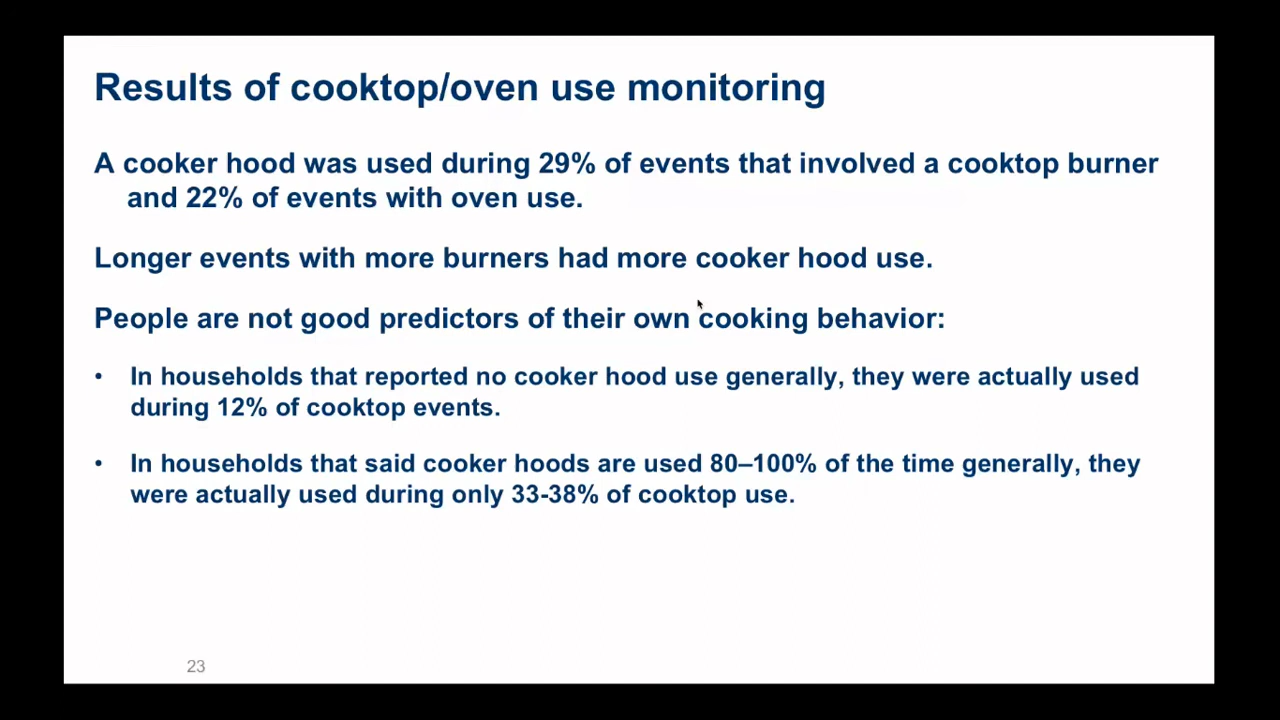 Results of cooktop/oven use monitoring
A cooker hood was used during 29% of events that involved a cooktop burner
and 22% of events with oven use.
Longer events with more burners had more cooker hood use.
People are not good predictors of their own cooking behavior:
• In households that reported no cooker hood use generally, they were actually used
during 12% of cooktop events.
• In households that said cooker hoods are used 80–100% of the time generally, they
were actually used during only 33-38% of cooktop use.
23